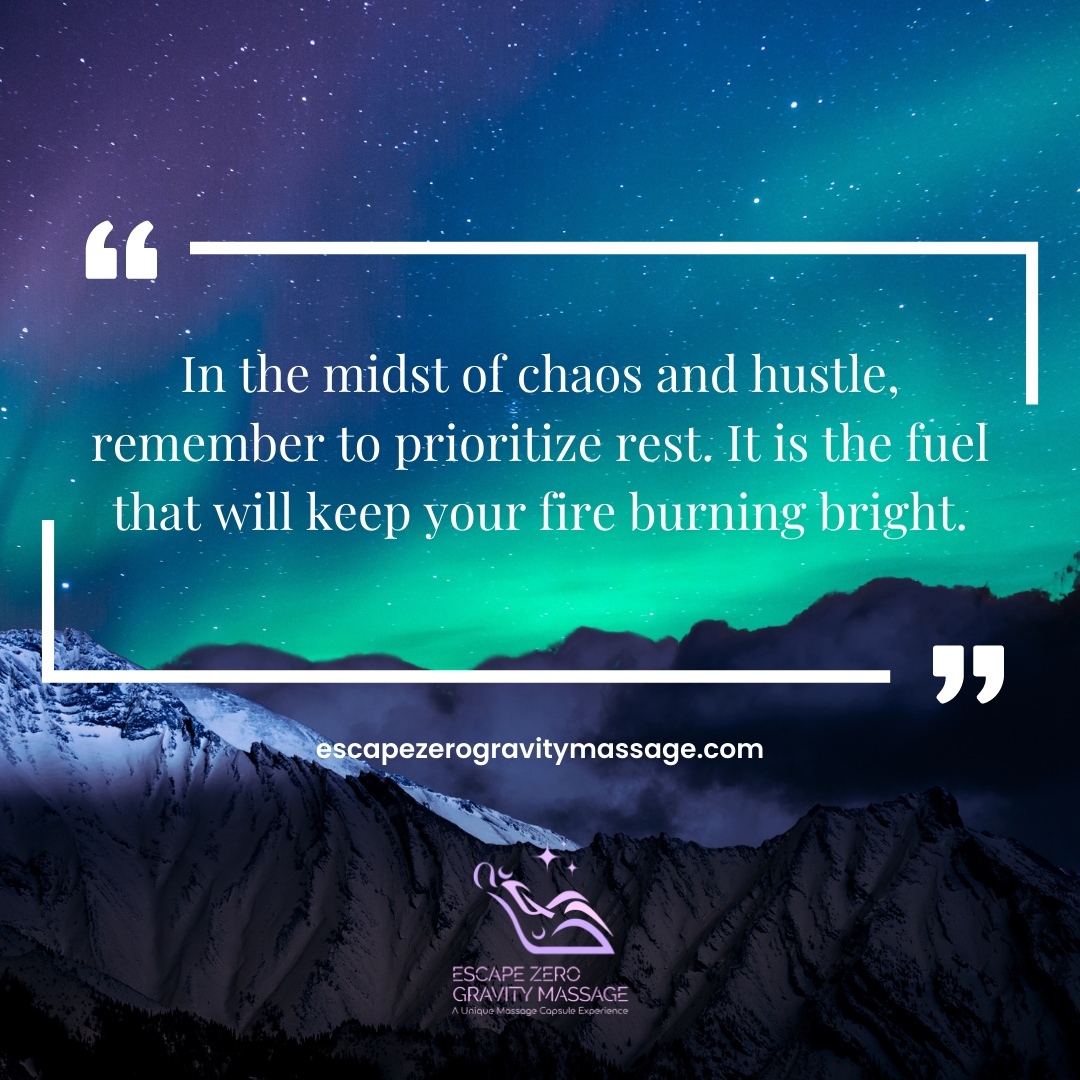 “
In the midst of chaos and hustle,
remember to prioritize rest. It is the fuel
that will keep your fire burning bright.
”
escapezerogravitymassage.com
ESCAPE ZERO
GRAVITY MASSAGE
A Unique Massage Capsule Experience